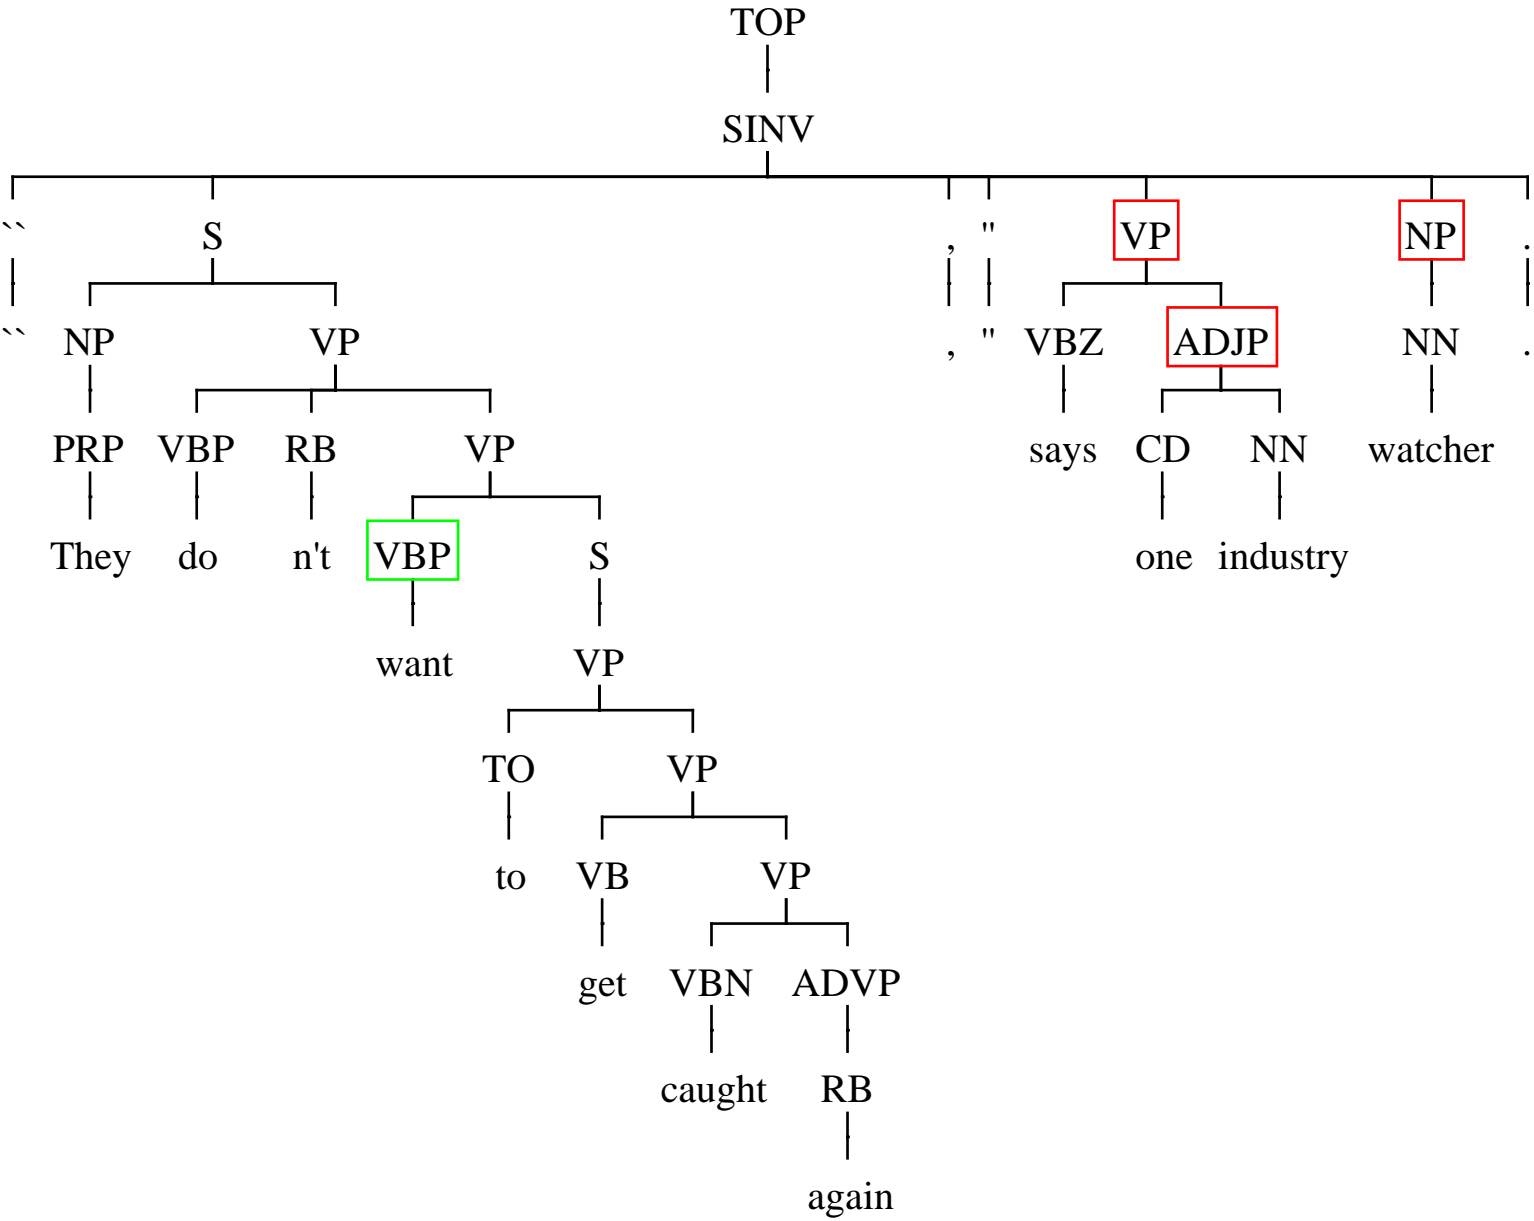 TOP
SINV
`` S , '' VP NP .
`` NP VP , '' VBZ ADJP NN .
PRP VBP RB VP says CD NN watcher
They do n't VBP S one industry
want VP
TO VP
to VB VP
get VBN ADVP
caught RB
again